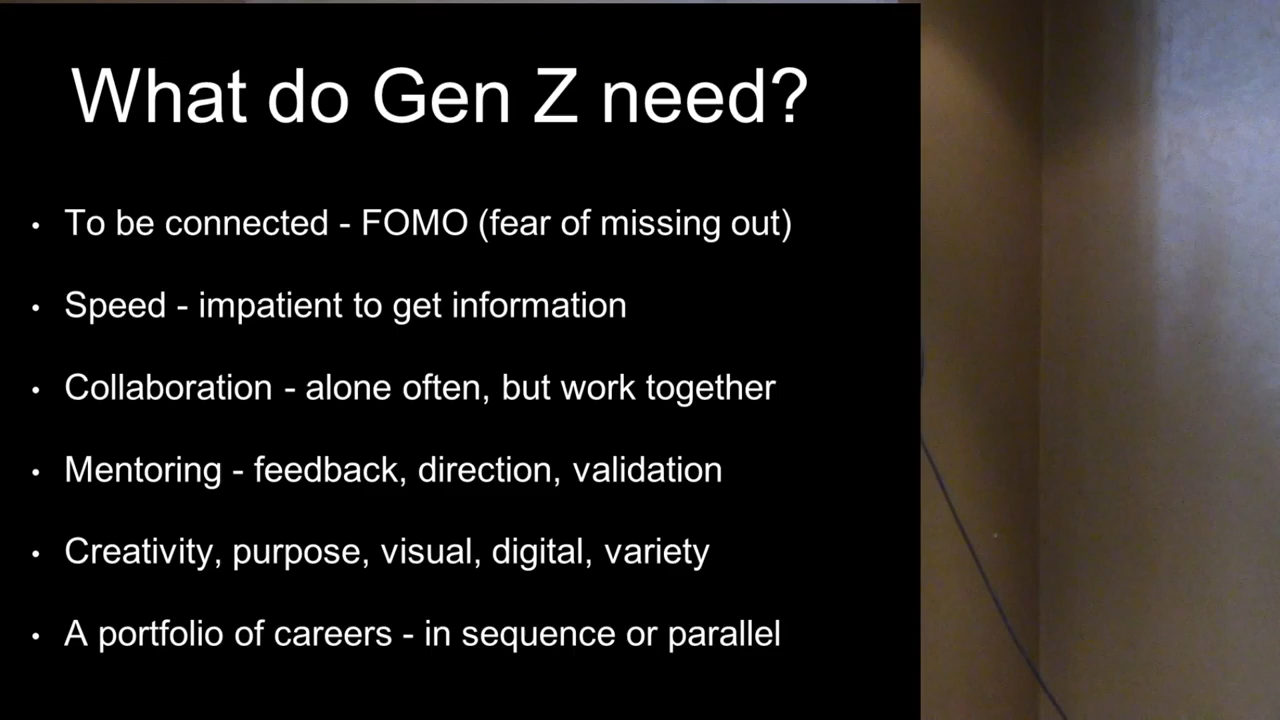 What do Gen Z need?
• To be connected - FOMO (fear of missing out)
• Speed - impatient to get information
• Collaboration - alone often, but work together
• Mentoring - feedback, direction, validation
• Creativity, purpose, visual, digital, variety
• A portfolio of careers - in sequence or parallel